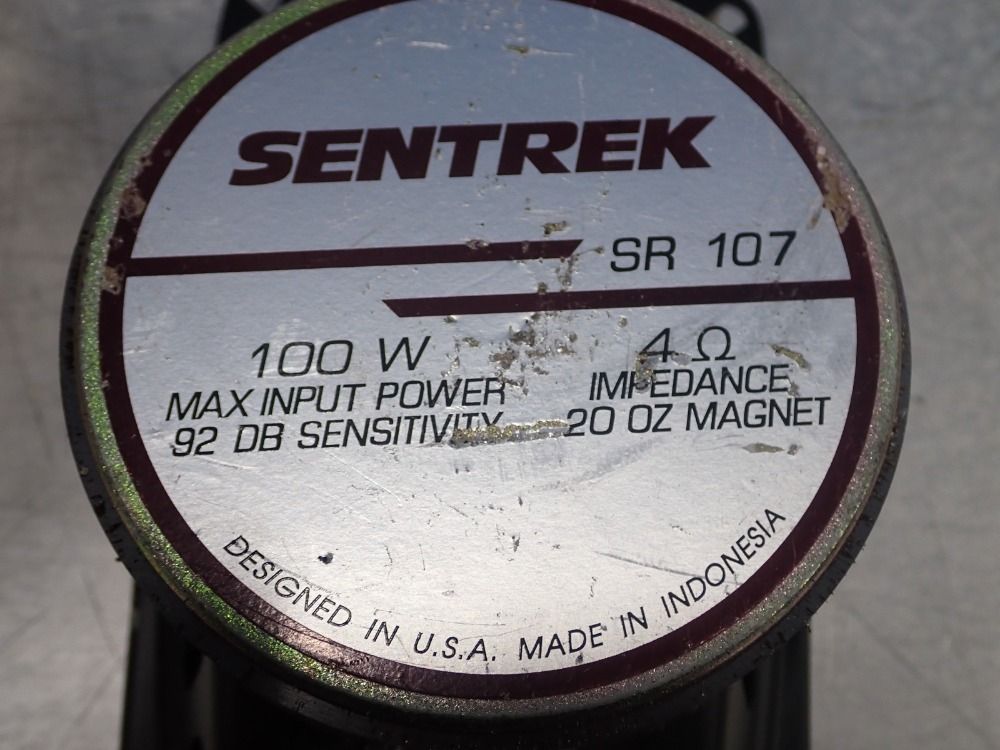 SENTREK
SR 107
100 W
MAX INPUT POWER
92 DB SENSITIVITY
4 Ω
IMPEDANCE
20 OZ MAGNET
DESIGNED IN U.S.A. MADE IN INDONESIA